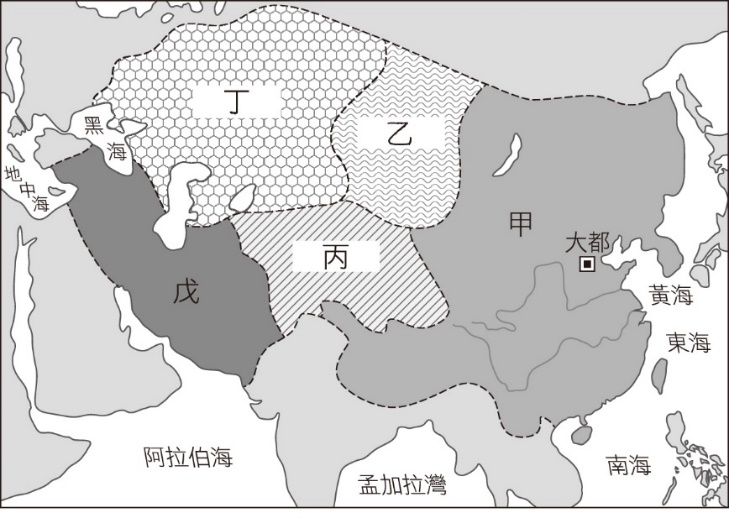 丁
乙
黑
海
地
中
海
甲
大都
丙
戊
黃海
東海
阿拉伯海
孟加拉灣
南海